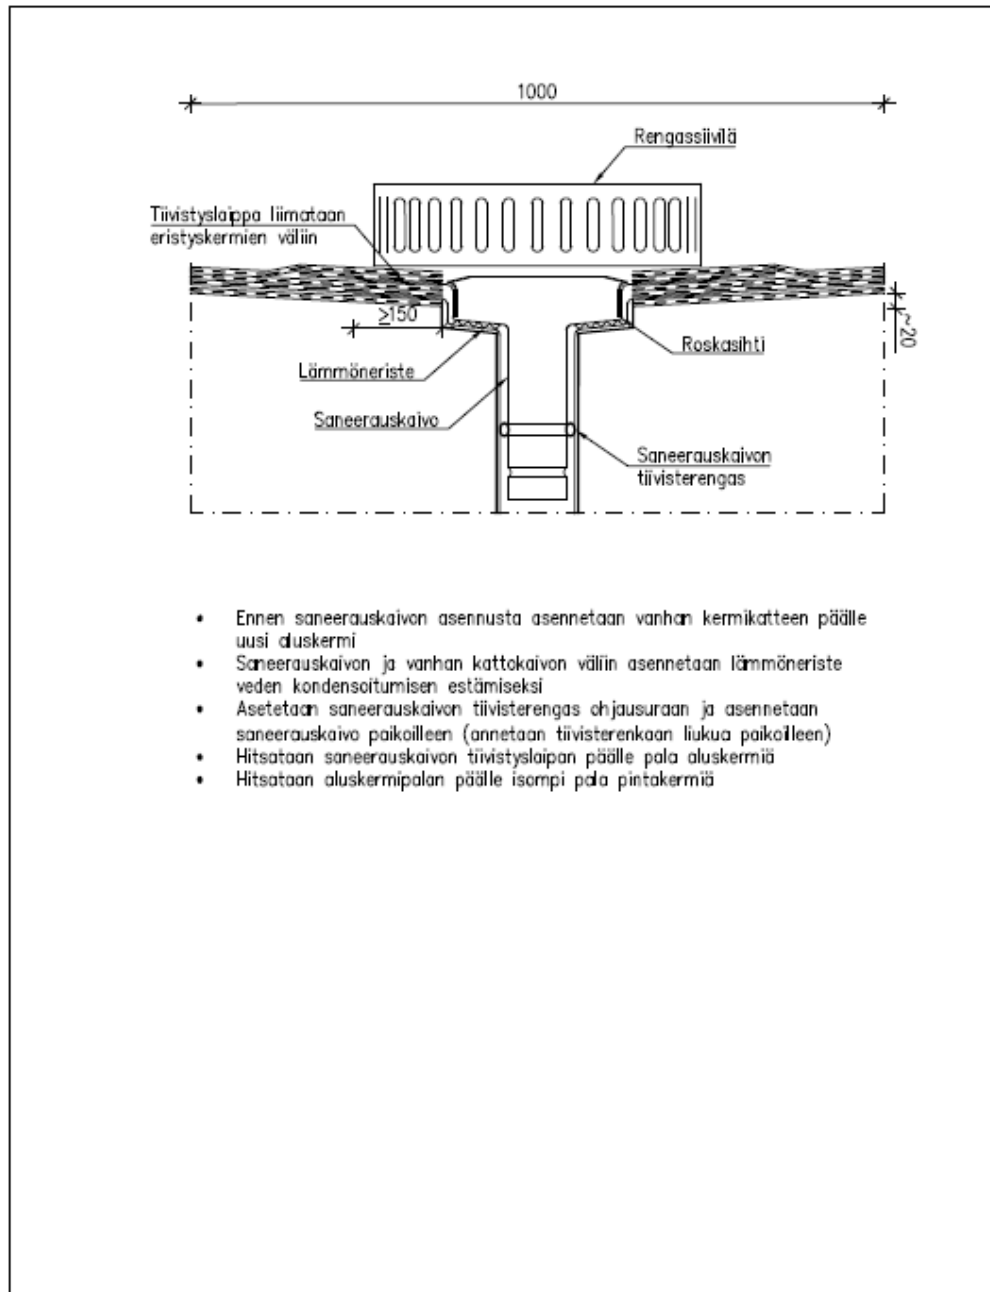 1000
Rengassiivilä
Tiivistyslaippa liimataan
eristyskermien väliin
≥150
~20
Roskasihti
Lämmöneriste
Saneerauskaivo
Saneerauskaivon
tiivisterengas
• Ennen saneerauskaivon asennusta asennetaan vanhan kermikatteen päälle
uusi aluskermi
• Saneerauskaivon ja vanhan kattokaivon väliin asennetaan lämmöneriste
veden kondensoitumisen estämiseksi
• Asetetaan saneerauskaivon tiivisterengas ohjausuraan ja asennetaan
saneerauskaivo paikoilleen (annetaan tiivisterenkaan liukua paikoilleen)
• Hitsataan saneerauskaivon tiivistyslaipan päälle pala aluskermiä
• Hitsataan aluskermipalan päälle isompi pala pintakermiä